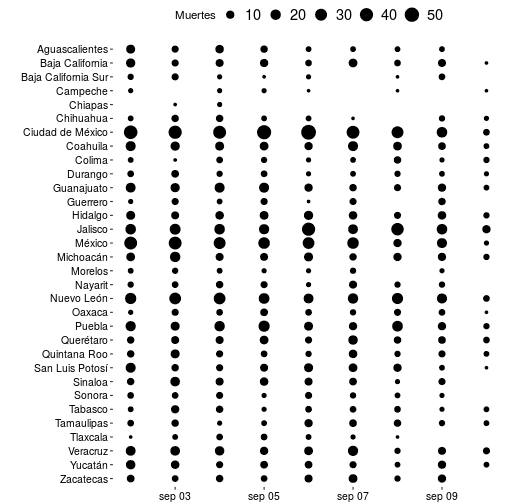 Muertes 10 20 30 40 50
Aguascalientes
Baja California
Baja California Sur
Campeche
Chiapas
Chihuahua
Ciudad de México
Coahuila
Colima
Durango
Guanajuato
Guerrero
Hidalgo
Jalisco
México
Michoacán
Morelos
Nayarit
Nuevo León
Oaxaca
Puebla
Querétaro
Quintana Roo
San Luis Potosí
Sinaloa
Sonora
Tabasco
Tamaulipas
Tlaxcala
Veracruz
Yucatán
Zacatecas
sep 03 sep 05 sep 07 sep 09